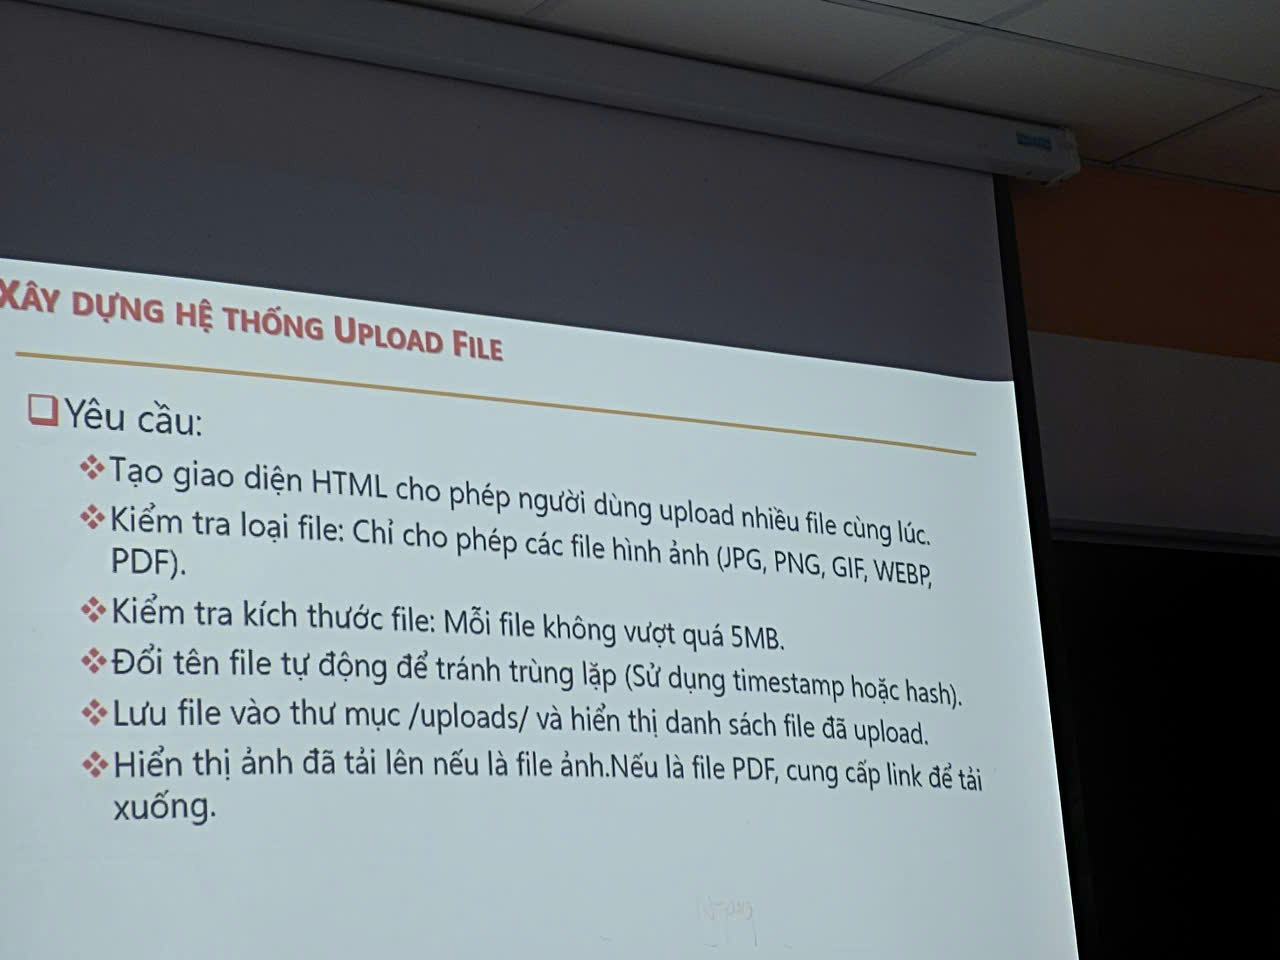 XÂY DỰNG HỆ THỐNG UPLOAD FILE
Yêu cầu:
Tạo giao diện HTML cho phép người dùng upload nhiều file cùng lúc.
Kiểm tra loại file: Chỉ cho phép các file hình ảnh (JPG, PNG, GIF, WEBP,
PDF).
Kiểm tra kích thước file: Mỗi file không vượt quá 5MB.
Đổi tên file tự động để tránh trùng lặp (Sử dụng timestamp hoặc hash).
Lưu file vào thư mục /uploads/ và hiển thị danh sách file đã upload.
Hiển thị ảnh đã tải lên nếu là file ảnh.Nếu là file PDF, cung cấp link để tải
xuống.